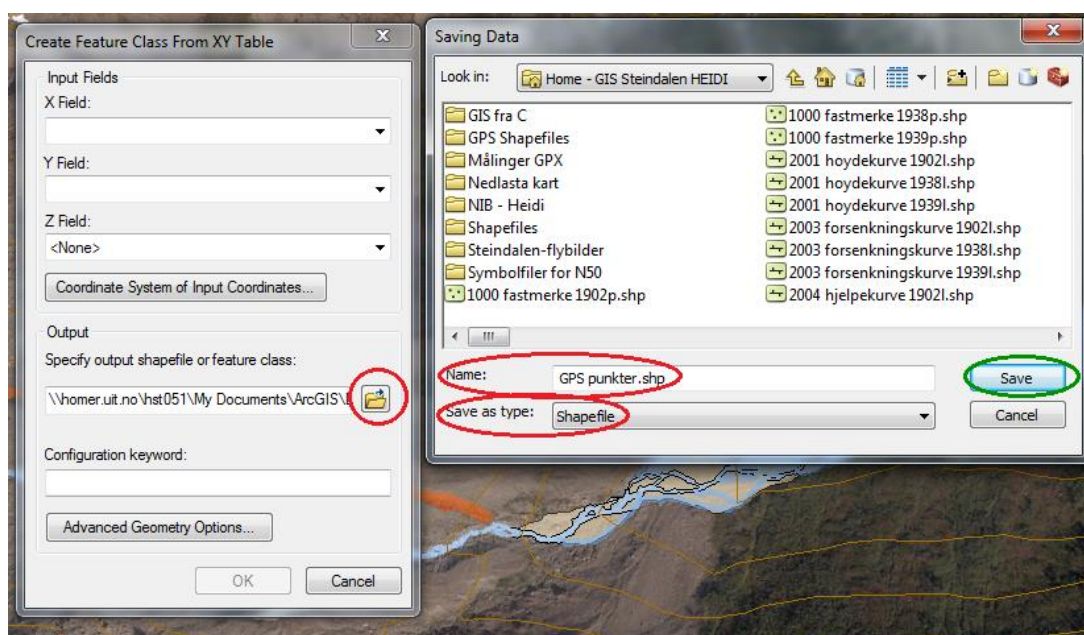 Create Feature Class From XY Table
Input Fields
X Field:
Y Field:
Z Field:
<None>
Coordinate System of Input Coordinates...
Output
Specify output shapefile or feature class:
\\homer.uit.no\hst051\My Documents\ArcGIS\
Configuration keyword:
Advanced Geometry Options...
OK Cancel
Saving Data
Look in: Home - GIS Steindalen HEIDI
GIS fra C
GPS Shapefiles
Målinger GPX
Nedlasta kart
NIB - Heidi
Shapefiles
Steindalen-flybilder
Symbolfiler for N50
1000 fastmerke 1902p.shp
1000 fastmerke 1938p.shp
1000 fastmerke 1939p.shp
2001 hoydekurve 1902l.shp
2001 hoydekurve 1938l.shp
2001 hoydekurve 1939l.shp
2003 forsenkningskurve 1902l.shp
2003 forsenkningskurve 1938l.shp
2003 forsenkningskurve 1939l.shp
2004 hjelpekurve 1902l.shp
Name: GPS punkter.shp
Save
Save as type: Shapefile
Cancel